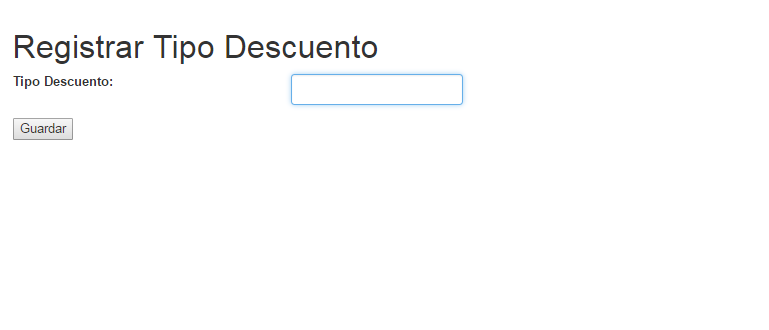 Registrar Tipo Descuento
Tipo Descuento:
Guardar